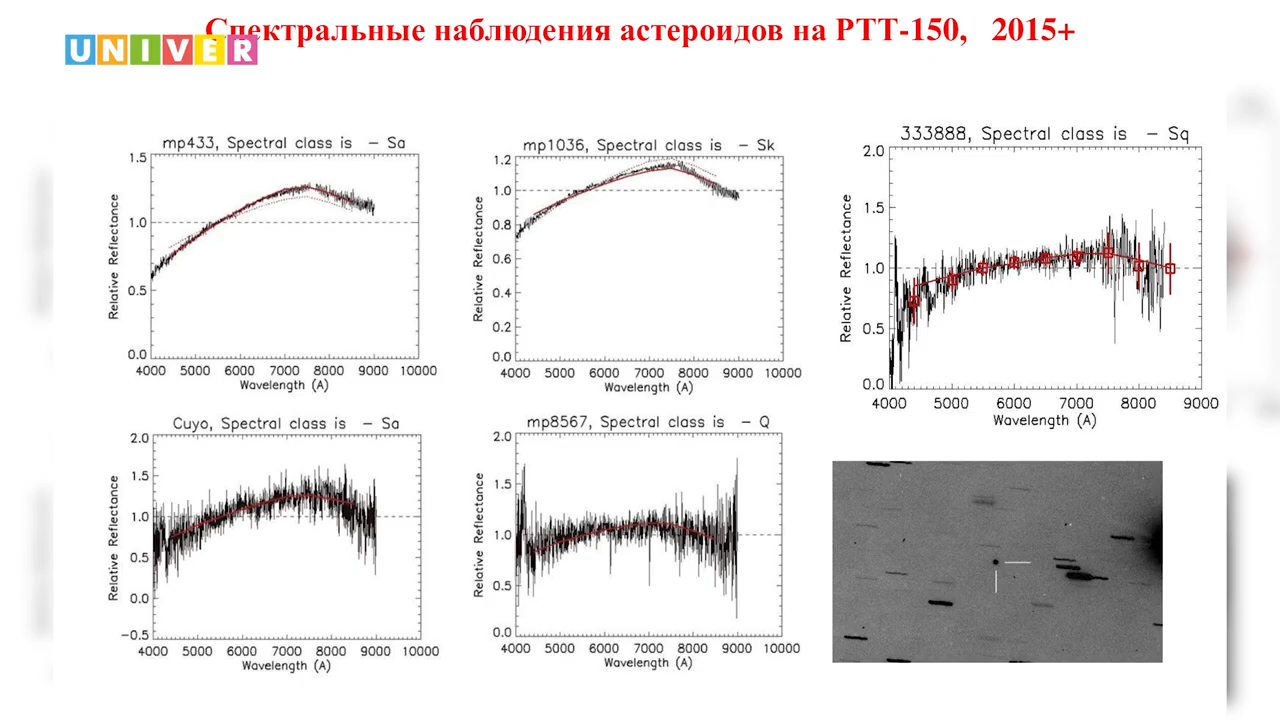 Спектральные наблюдения астероидов на РТТ-150, 2015+
UNIVER
mp433, Spectral class is - Sa
1.5
1.0
0.5
0.0
Relative Reflectance
4000 5000 6000 7000 8000 9000 10000
Wavelength (A)
mp1036, Spectral class is - Sk
1.2
1.0
0.8
0.6
0.4
0.2
0.0
Relative Reflectance
4000 5000 6000 7000 8000 9000 10000
Wavelength (A)
333888, Spectral class is - Sq
2.0
1.5
1.0
0.5
0.0
Relative Reflectance
4000 5000 6000 7000 8000 9000
Wavelength (A)
Cuyo, Spectral class is - Sa
2.0
1.5
1.0
0.5
0.0
-0.5
Relative Reflectance
4000 5000 6000 7000 8000 9000 10000
Wavelength (A)
mp8567, Spectral class is - Q
2.0
1.5
1.0
0.5
0.0
Relative Reflectance
4000 5000 6000 7000 8000 9000 10000
Wavelength (A)